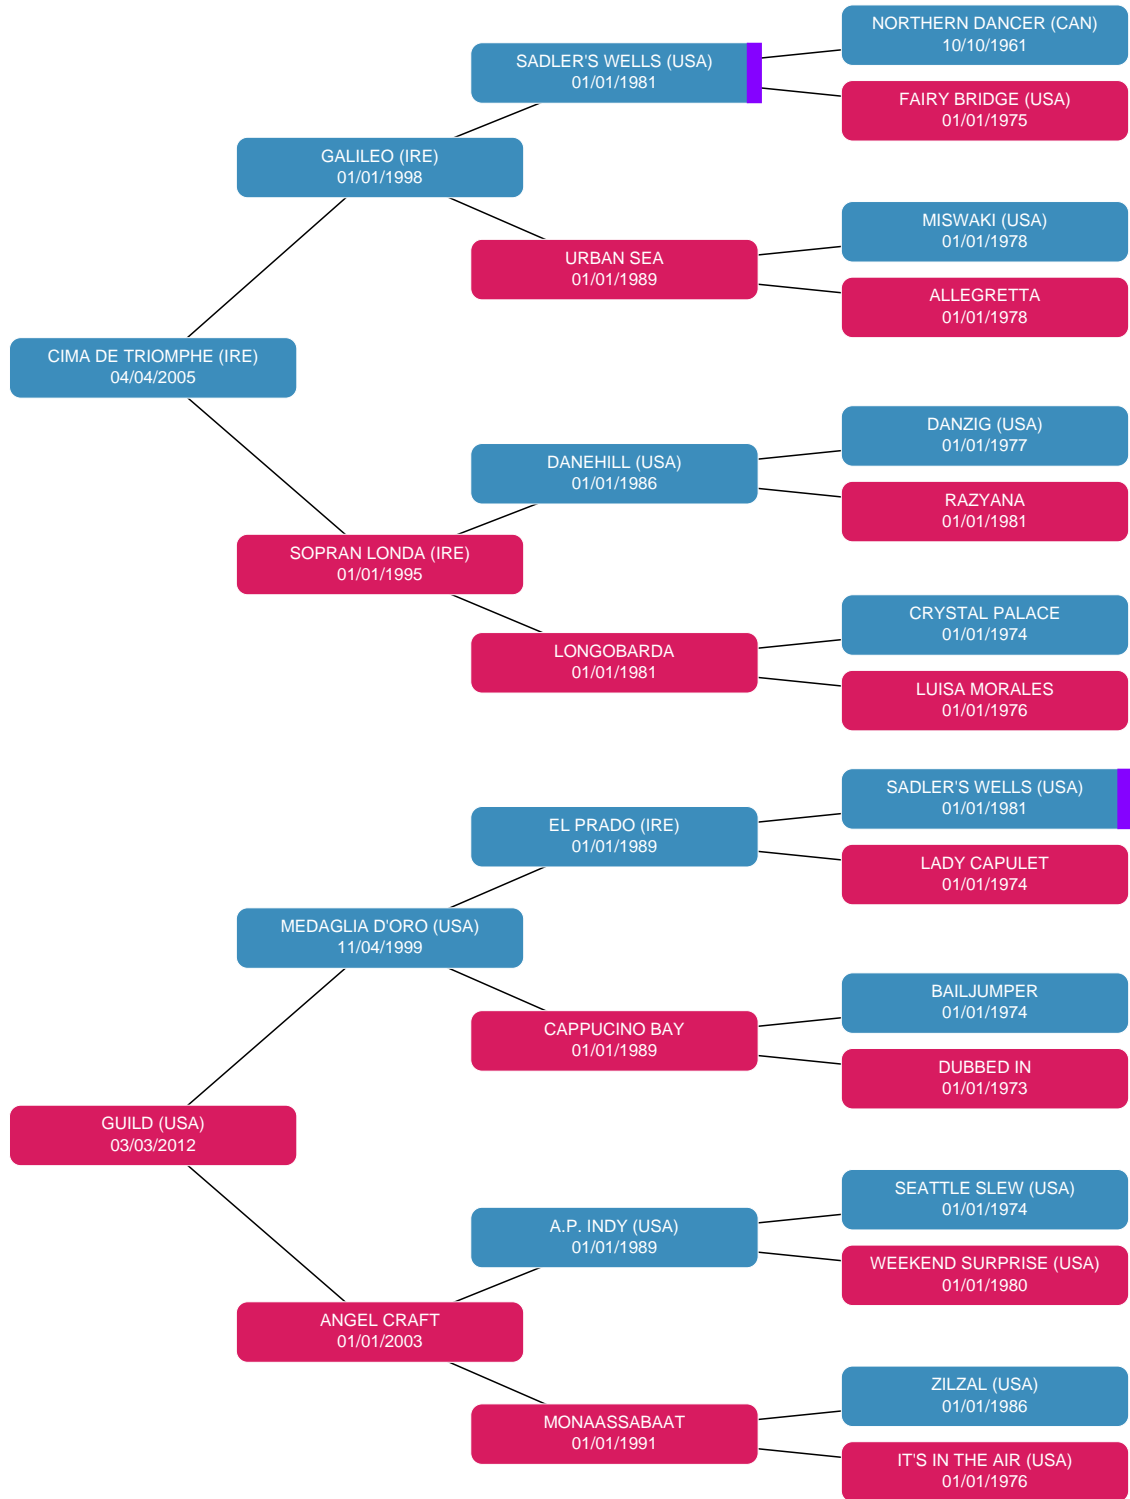 NORTHERN DANCER (CAN)
10/10/1961
SADLER'S WELLS (USA)
01/01/1981
FAIRY BRIDGE (USA)
01/01/1975
GALILEO (IRE)
01/01/1998
MISWAKI (USA)
01/01/1978
URBAN SEA
01/01/1989
ALLEGRETTA
01/01/1978
CIMA DE TRIOMPHE (IRE)
04/04/2005
DANZIG (USA)
01/01/1977
DANEHILL (USA)
01/01/1986
RAZYANA
01/01/1981
SOPRAN LONDA (IRE)
01/01/1995
CRYSTAL PALACE
01/01/1974
LONGOBARDA
01/01/1981
LUISA MORALES
01/01/1976
SADLER'S WELLS (USA)
01/01/1981
EL PRADO (IRE)
01/01/1989
LADY CAPULET
01/01/1974
MEDAGLIA D'ORO (USA)
11/04/1999
BAILJUMPER
01/01/1974
CAPPUCINO BAY
01/01/1989
DUBBED IN
01/01/1973
GUILD (USA)
03/03/2012
SEATTLE SLEW (USA)
01/01/1974
A.P. INDY (USA)
01/01/1989
WEEKEND SURPRISE (USA)
01/01/1980
ANGEL CRAFT
01/01/2003
ZILZAL (USA)
01/01/1986
MONAASSABAAT
01/01/1991
IT'S IN THE AIR (USA)
01/01/1976